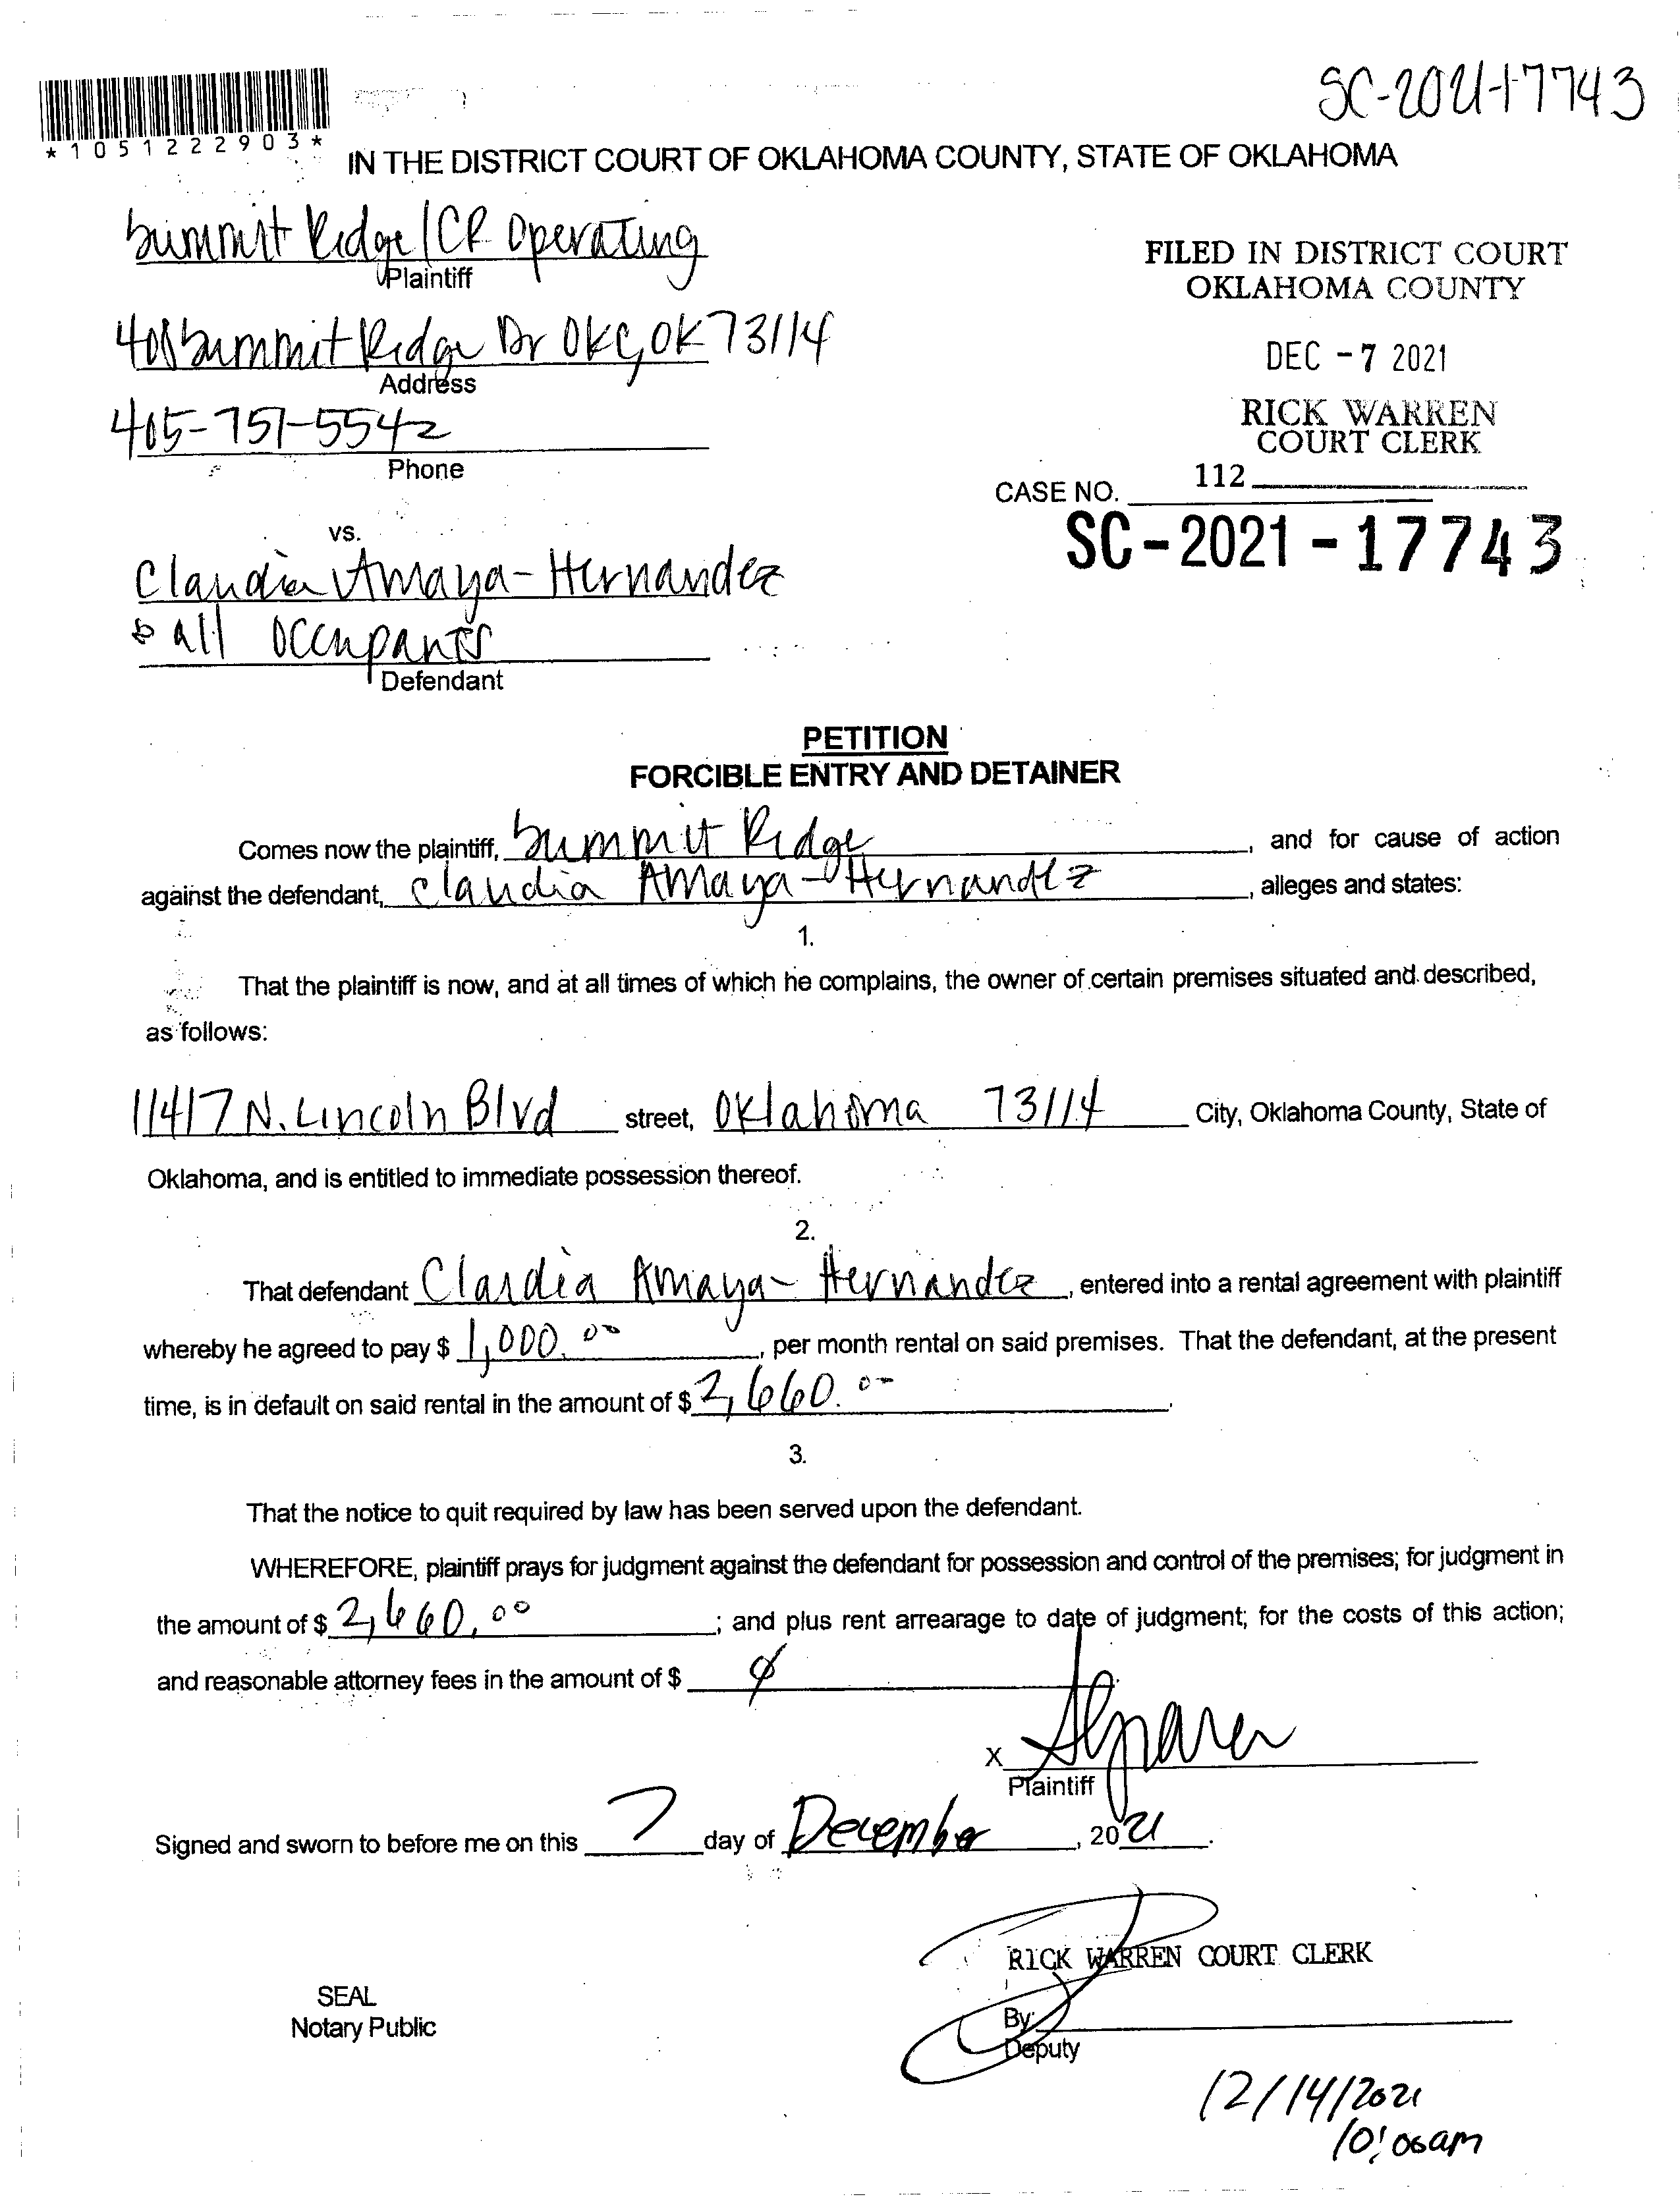 SC-2021-17743
*1051222903*
IN THE DISTRICT COURT OF OKLAHOMA COUNTY, STATE OF OKLAHOMA
Summit Ridge/CR Operating
Plaintiff
FILED IN DISTRICT COURT
OKLAHOMA COUNTY
408 Summit Ridge Dr OKC, OK 73114
Address
DEC -7 2021
405-751-5542
Phone
RICK WARREN
COURT CLERK
112
CASE NO.
SC-2021-17743
vs.
Claudia Amaya-Hernandez
& all Occupants
Defendant
PETITION
FORCIBLE ENTRY AND DETAINER
Comes now the plaintiff, Summit Ridge, and for cause of action
against the defendant, Claudia Amaya-Hernandez, alleges and states:
1.
That the plaintiff is now, and at all times of which he complains, the owner of certain premises situated and described,
as follows:
11417 N. Lincoln Blvd street, Oklahoma 73114 City, Oklahoma County, State of
Oklahoma, and is entitled to immediate possession thereof.
2.
That defendant Claudia Amaya-Hernandez, entered into a rental agreement with plaintiff
whereby he agreed to pay $ 1,000.00, per month rental on said premises. That the defendant, at the present
time, is in default on said rental in the amount of $ 2,660.00.
3.
That the notice to quit required by law has been served upon the defendant.
WHEREFORE, plaintiff prays for judgment against the defendant for possession and control of the premises; for judgment in
the amount of $ 2,660.00; and plus rent arrearage to date of judgment; for the costs of this action;
and reasonable attorney fees in the amount of $ 0
X
Plaintiff
Signed and sworn to before me on this 7 day of December, 2021.
RICK WARREN COURT CLERK
SEAL
Notary Public
By:
Deputy
12/14/2021
10:00am